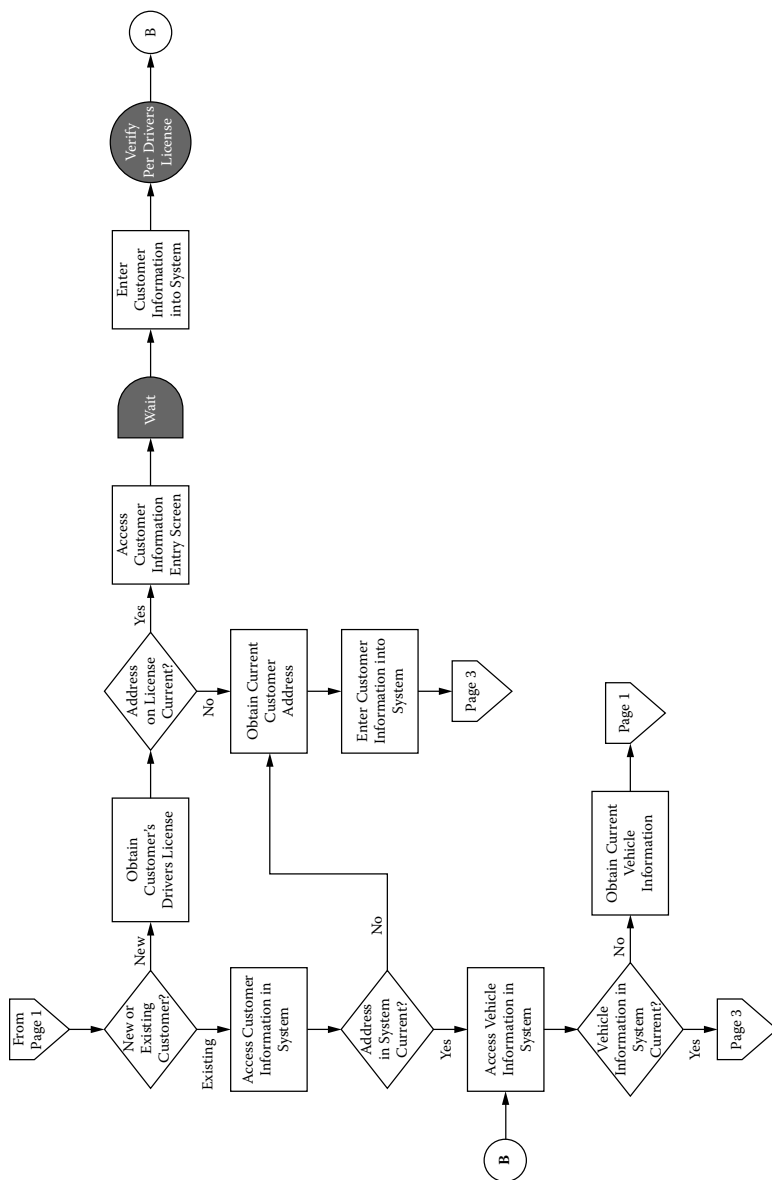 From
Page 1
New or
Existing
Customer?
New
Obtain
Customer's
Drivers License
Address
on License
Current?
Yes
Access
Customer
Information
Entry Screen
Wait
Enter
Customer
Information
into System
Verify
Per Drivers
License
B
Existing
Access Customer
Information in
System
No
Obtain Current
Customer
Address
Address
in System
Current?
No
Enter Customer
Information into
System
Page 3
Yes
B
Access Vehicle
Information in
System
Vehicle
Information in
System
Current?
No
Obtain Current
Vehicle
Information
Page 1
Yes
Page 3